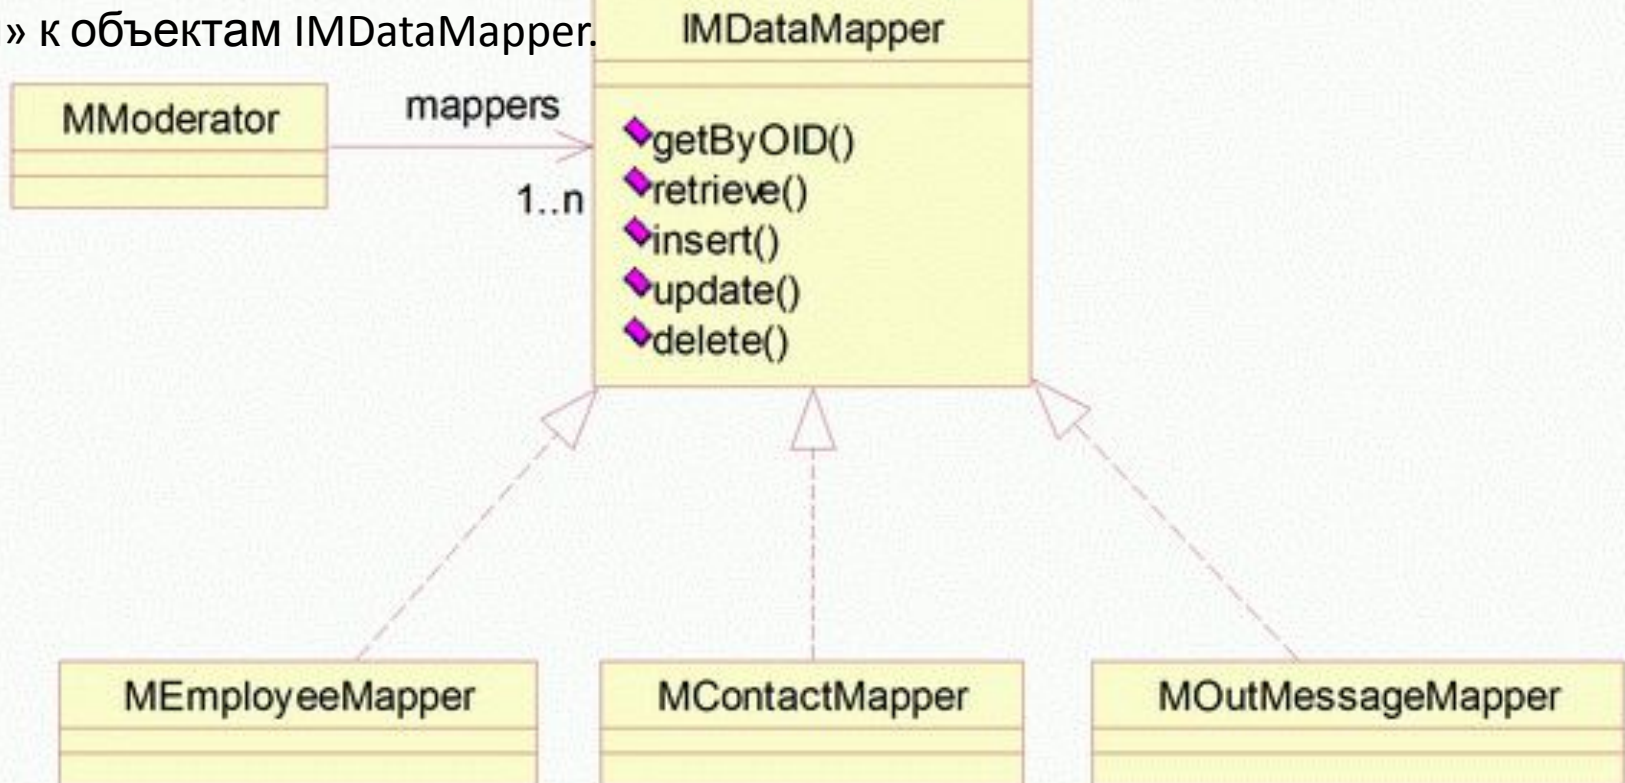 » к объектам IMDataMapper.
IMDataMapper
MModerator
mappers
1..n
getByOID()
retrieve()
insert()
update()
delete()
MEmployeeMapper
MContactMapper
MOutMessageMapper